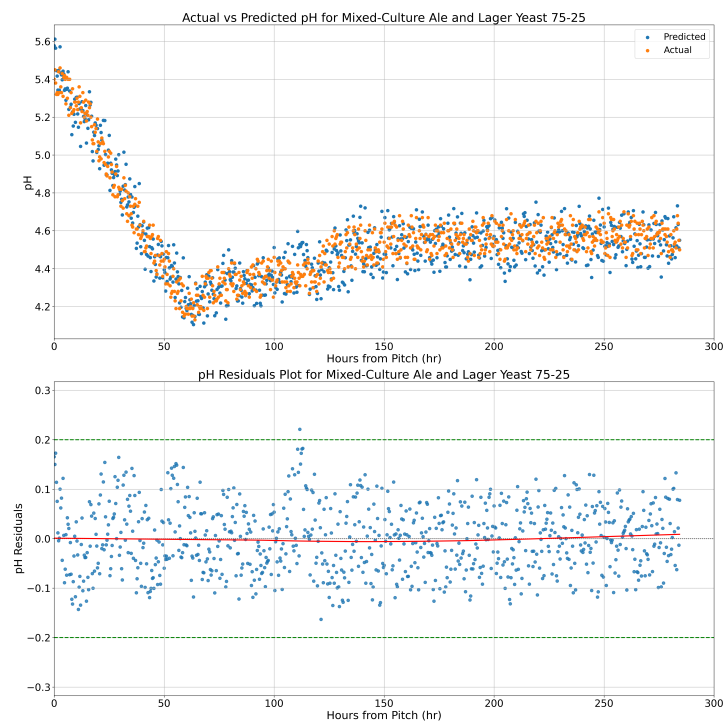 Actual vs Predicted pH for Mixed-Culture Ale and Lager Yeast 75-25
Predicted
Actual
5.6
5.4
5.2
5.0
4.8
4.6
4.4
4.2
pH
0 50 100 150 200 250 300
Hours from Pitch (hr)
pH Residuals Plot for Mixed-Culture Ale and Lager Yeast 75-25
0.3
0.2
0.1
0.0
−0.1
−0.2
−0.3
pH Residuals
0 50 100 150 200 250 300
Hours from Pitch (hr)